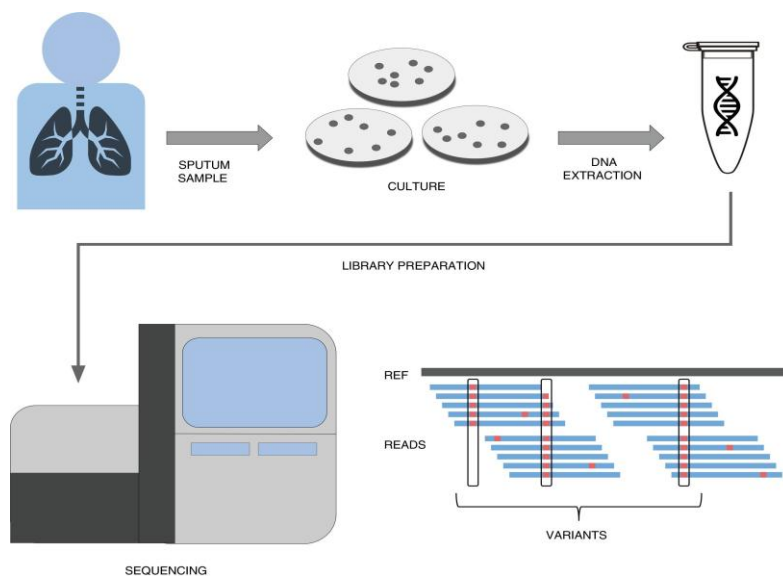 SPUTUM
SAMPLE
CULTURE
DNA
EXTRACTION
LIBRARY PREPARATION
REF
READS
VARIANTS
SEQUENCING